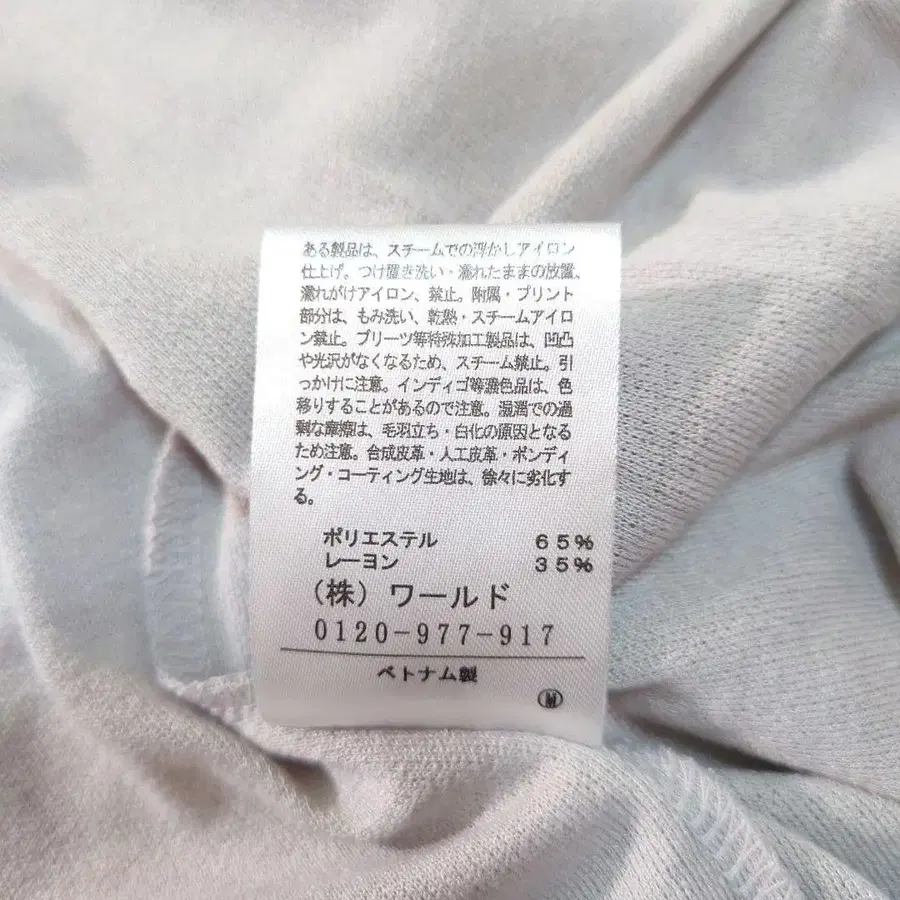 ある製品は、スチームでの浮かしアイロン
仕上げ。つけ置き洗い・濡れたままの放置、
濡れがけアイロン、禁止。附属・プリント
部分は、もみ洗い、乾熱・スチームアイロ
ン禁止。プリーツ等特殊加工製品は、凹凸
や光沢がなくなるため、スチーム禁止。引
っかけに注意。インディゴ等濃色品は、色
移りすることがあるので注意。湿潤での過
剰な摩擦は、毛羽立ち・白化の原因となる
ため注意。合成皮革・人工皮革・ボンディ
ング・コーティング生地は、徐々に劣化す
る。
ポリエステル 65%
レーヨン 35%
(株)ワールド
0120-977-917
ベトナム製
Ⓜ